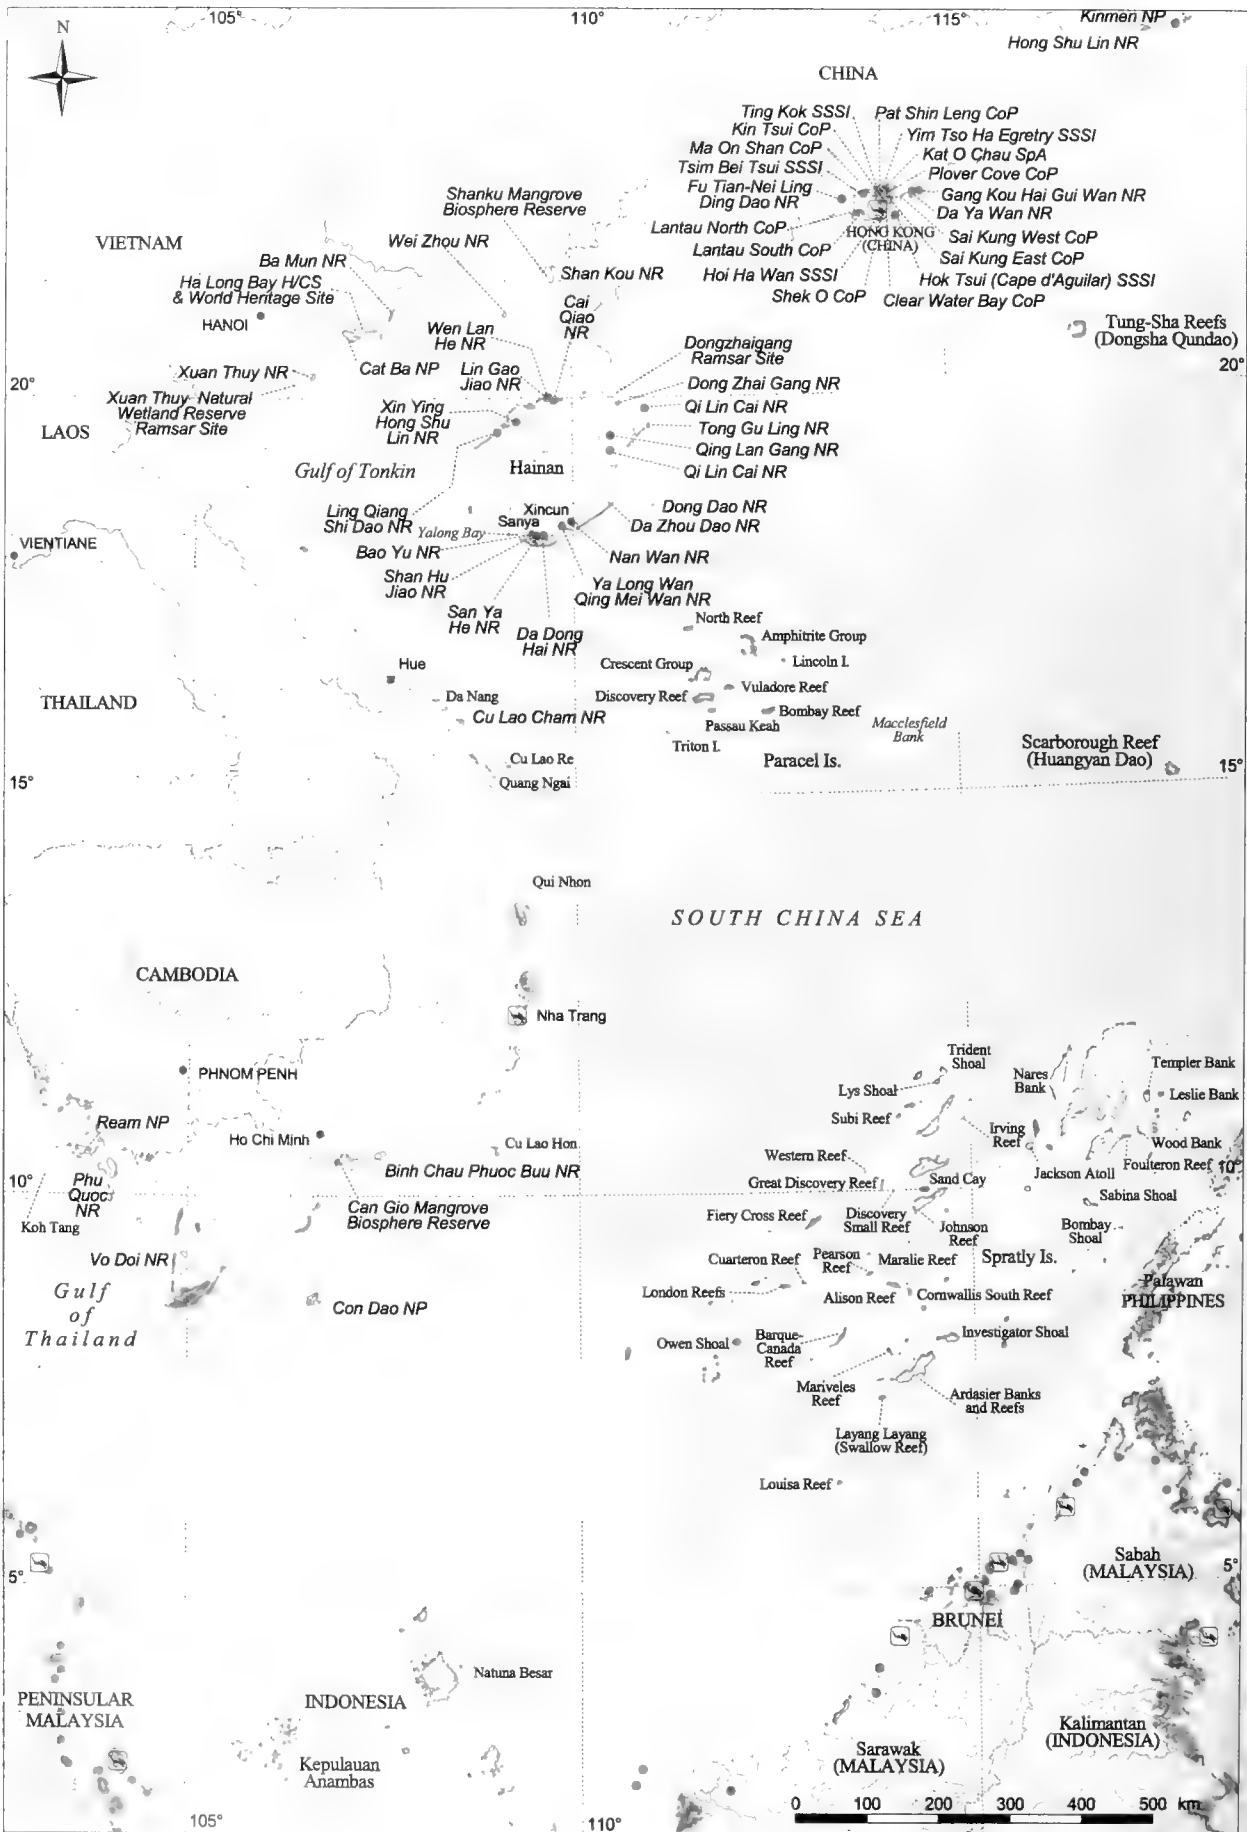 105°
110°
115°
Kinmen NP
Hong Shu Lin NR
N
CHINA
Ting Kok SSSI
Pat Shin Leng CoP
Kin Tsui CoP
Yim Tso Ha Egretry SSSI
Ma On Shan CoP
Kat O Chau SpA
Tsim Bei Tsui SSSI
Plover Cove CoP
Fu Tian-Nei Ling
Ding Dao NR
Gang Kou Hai Gui Wan NR
Da Ya Wan NR
Lantau North CoP
HONG KONG
(CHINA)
Sai Kung West CoP
Lantau South CoP
Sai Kung East CoP
Hoi Ha Wan SSSI
Hok Tsui (Cape d'Aguilar) SSSI
Shek O CoP
Clear Water Bay CoP
Shanku Mangrove
Biosphere Reserve
VIETNAM
Wei Zhou NR
Ba Mun NR
Shan Kou NR
Ha Long Bay H/CS
& World Heritage Site
HANOI
Cai
Qiao
NR
Wen Lan
He NR
Tung-Sha Reefs
(Dongsha Qundao)
Dongzhaigang
Ramsar Site
20°
20°
Xuan Thuy NR
Cat Ba NP
Lin Gao
Jiao NR
Dong Zhai Gang NR
Xuan Thuy Natural
Wetland Reserve
Ramsar Site
Xin Ying
Hong Shu
Lin NR
Qi Lin Cai NR
Tong Gu Ling NR
LAOS
Qing Lan Gang NR
Gulf of Tonkin
Hainan
Qi Lin Cai NR
Ling Qiang
Shi Dao NR
Xincun
Dong Dao NR
Sanya
Da Zhou Dao NR
Yalong Bay
VIENTIANE
Bao Yu NR
Nan Wan NR
Shan Hu
Jiao NR
Ya Long Wan
Qing Mei Wan NR
San Ya
He NR
Da Dong
Hai NR
North Reef
Amphitrite Group
Hue
Crescent Group
Lincoln I.
Vuladore Reef
THAILAND
Da Nang
Discovery Reef
Cu Lao Cham NR
Bombay Reef
Passau Keah
Macclesfield
Bank
Triton I.
Scarborough Reef
(Huangyan Dao)
Cu Lao Re
Paracel Is.
15°
15°
Quang Ngai
Qui Nhon
SOUTH CHINA SEA
CAMBODIA
Nha Trang
Trident
Shoal
Templer Bank
PHNOM PENH
Nares
Bank
Lys Shoal
Leslie Bank
Ream NP
Subi Reef
Irving
Reef
Ho Chi Minh
Cu Lao Hon
Wood Bank
Western Reef
Foulteron Reef
10°
Binh Chau Phuoc Buu NR
Jackson Atoll
10°
Phu
Quoc
NR
Great Discovery Reef
Sand Cay
Sabina Shoal
Can Gio Mangrove
Biosphere Reserve
Koh Tang
Fiery Cross Reef
Discovery
Small Reef
Johnson
Reef
Bombay
Shoal
Vo Doi NR
Cuarteron Reef
Pearson
Reef
Maralie Reef
Spratly Is.
Gulf
of
Thailand
Palawan
PHILIPPINES
London Reefs
Alison Reef
Cornwallis South Reef
Con Dao NP
Owen Shoal
Barque-
Canada
Reef
Investigator Shoal
Mariveles
Reef
Ardasier Banks
and Reefs
Layang Layang
(Swallow Reef)
Louisa Reef
Sabah
(MALAYSIA)
5°
5°
BRUNEI
Natuna Besar
PENINSULAR
MALAYSIA
INDONESIA
Kalimantan
(INDONESIA)
Sarawak
(MALAYSIA)
Kepulauan
Anambas
0 100 200 300 400 500 km
105°
110°